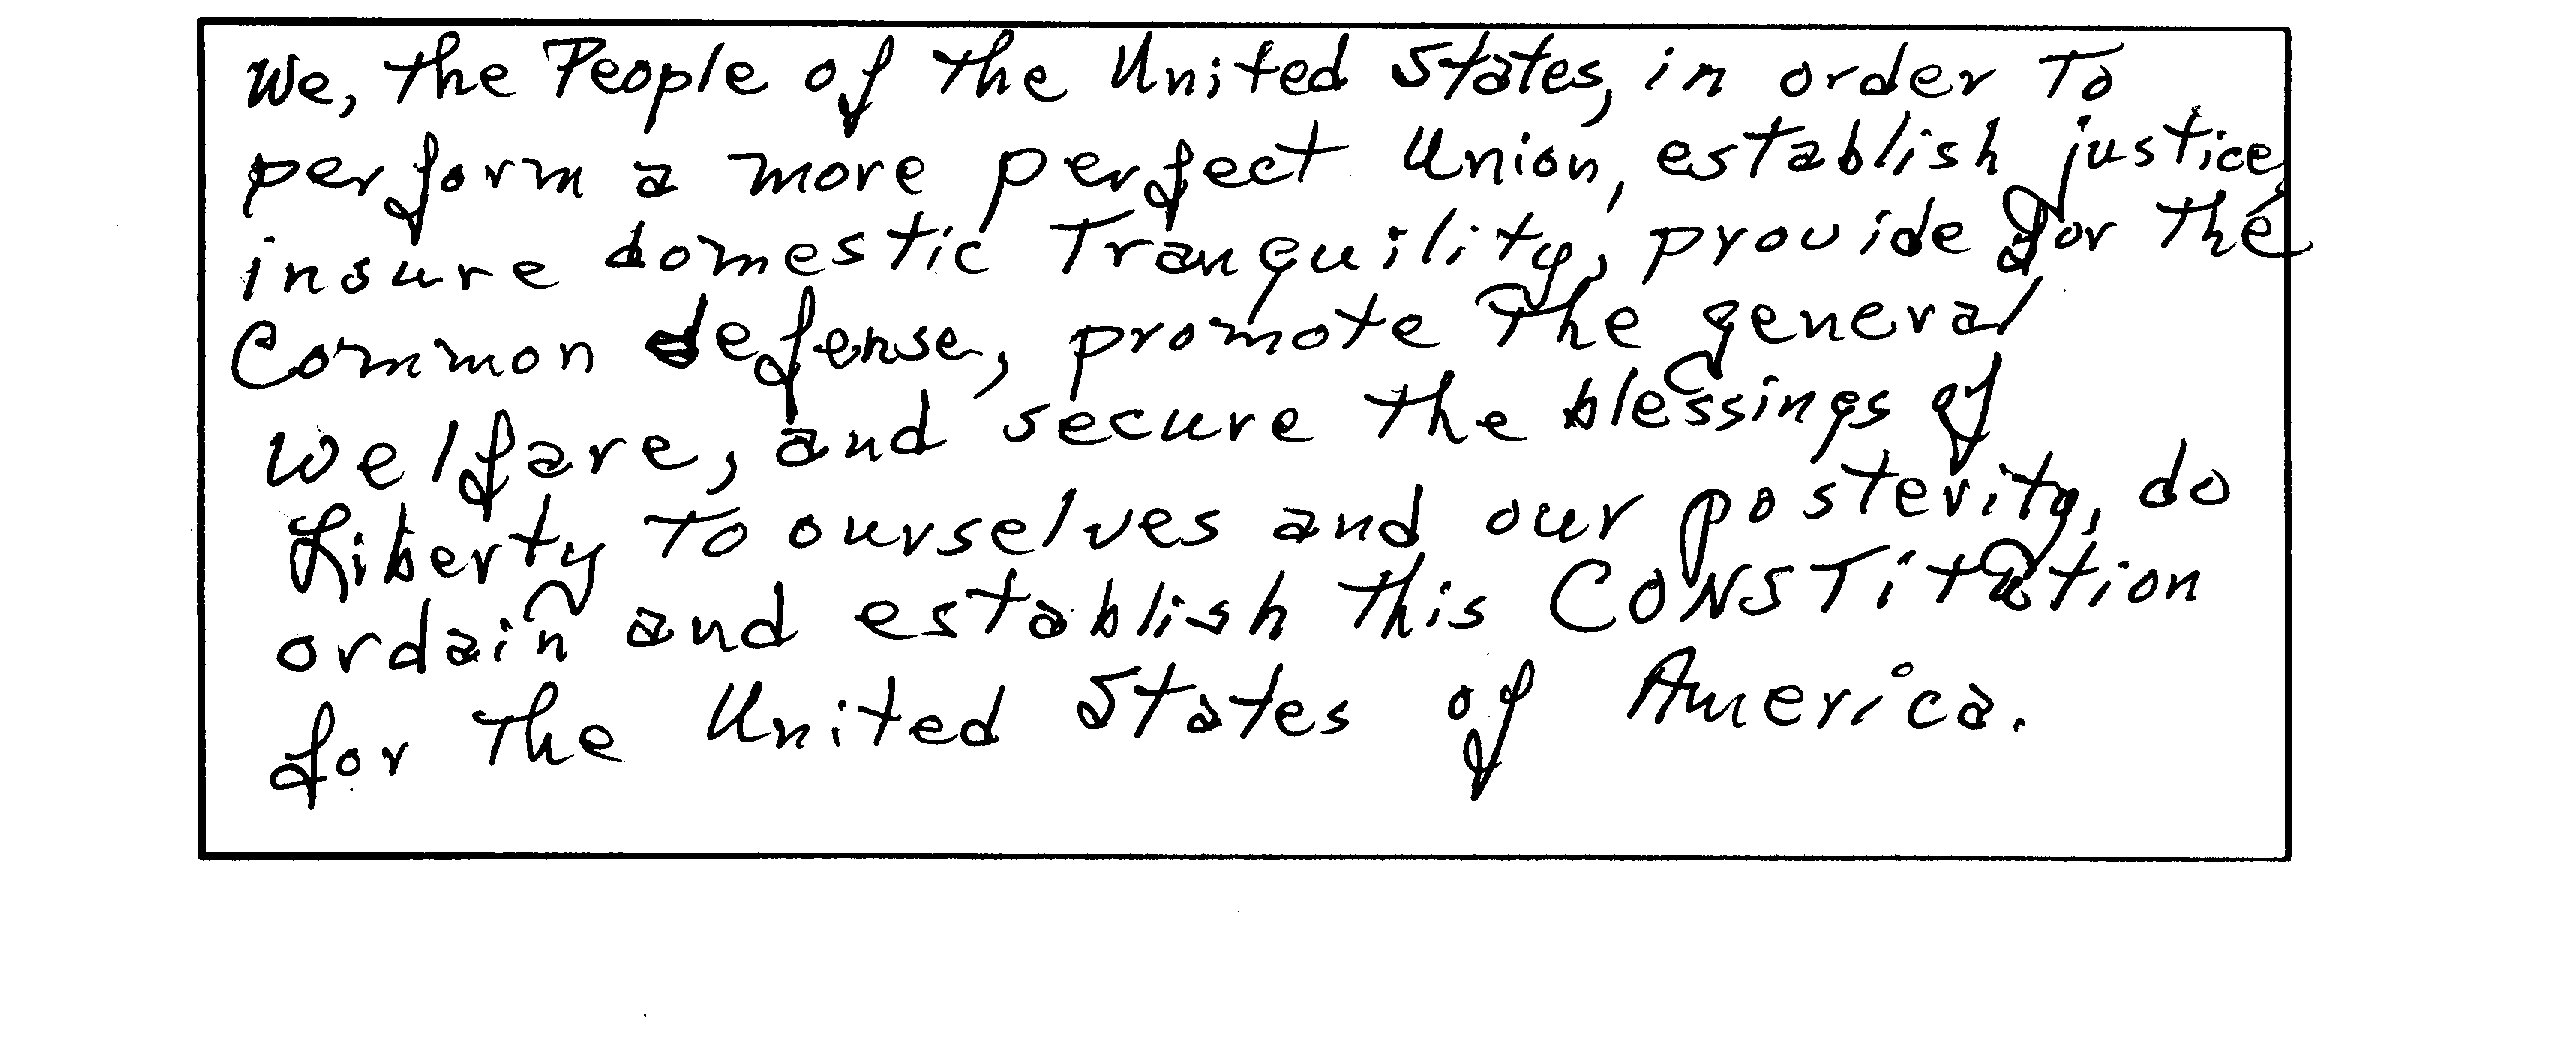 We, the People of the United States, in order To
perform a more perfect Union, establish justice,
insure domestic Tranquility, provide for the
Common defense, promote The general
welfare, and secure the blessings of
Liberty To ourselves and our posterity, do
ordain and establish this CONSTitution
for The United States of America.